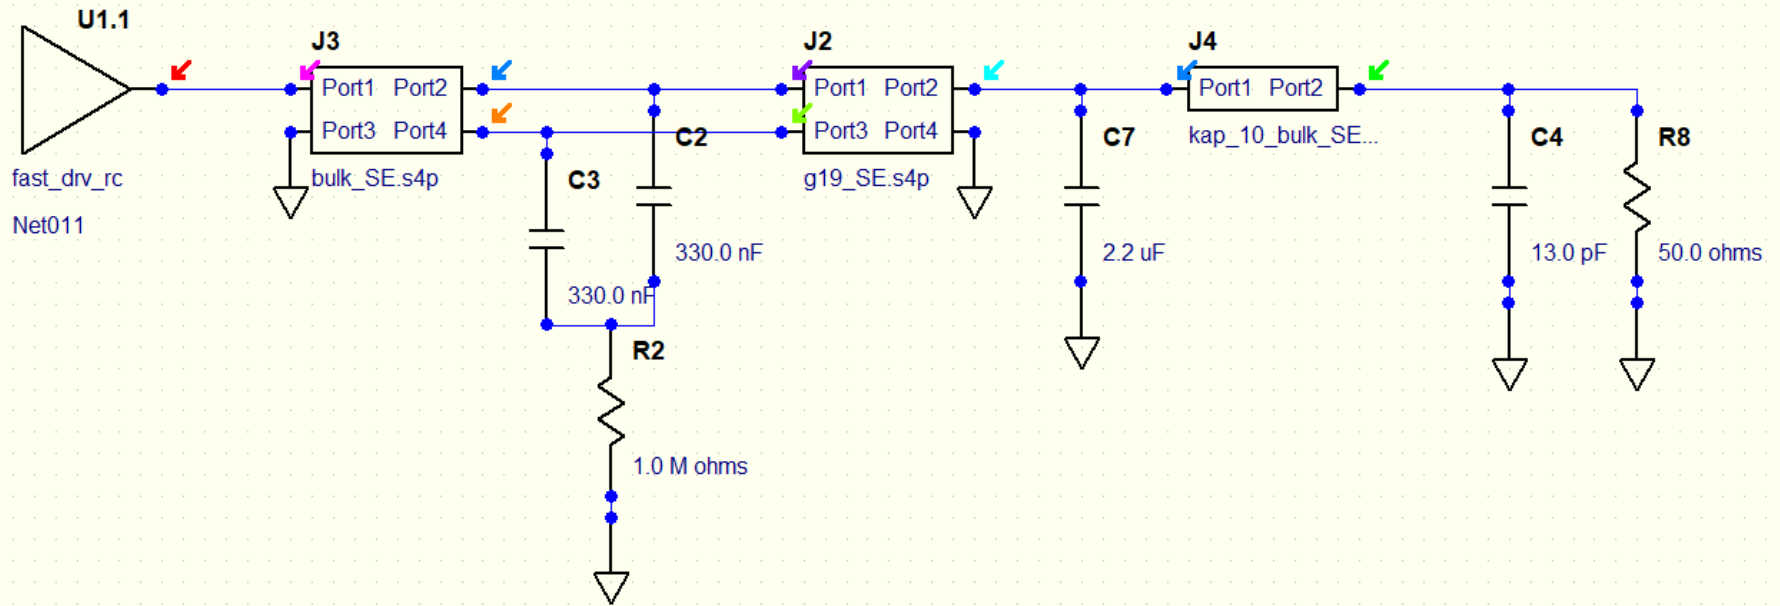 U1.1
J3
J2
J4
Port1 Port2
Port1 Port2
Port1 Port2
Port3 Port4
C2
Port3 Port4
C7
kap_10_bulk_SE...
C4
R8
fast_drv_rc
bulk_SE.s4p
C3
g19_SE.s4p
Net011
330.0 nF
2.2 uF
13.0 pF
50.0 ohms
330.0 nF
R2
1.0 M ohms